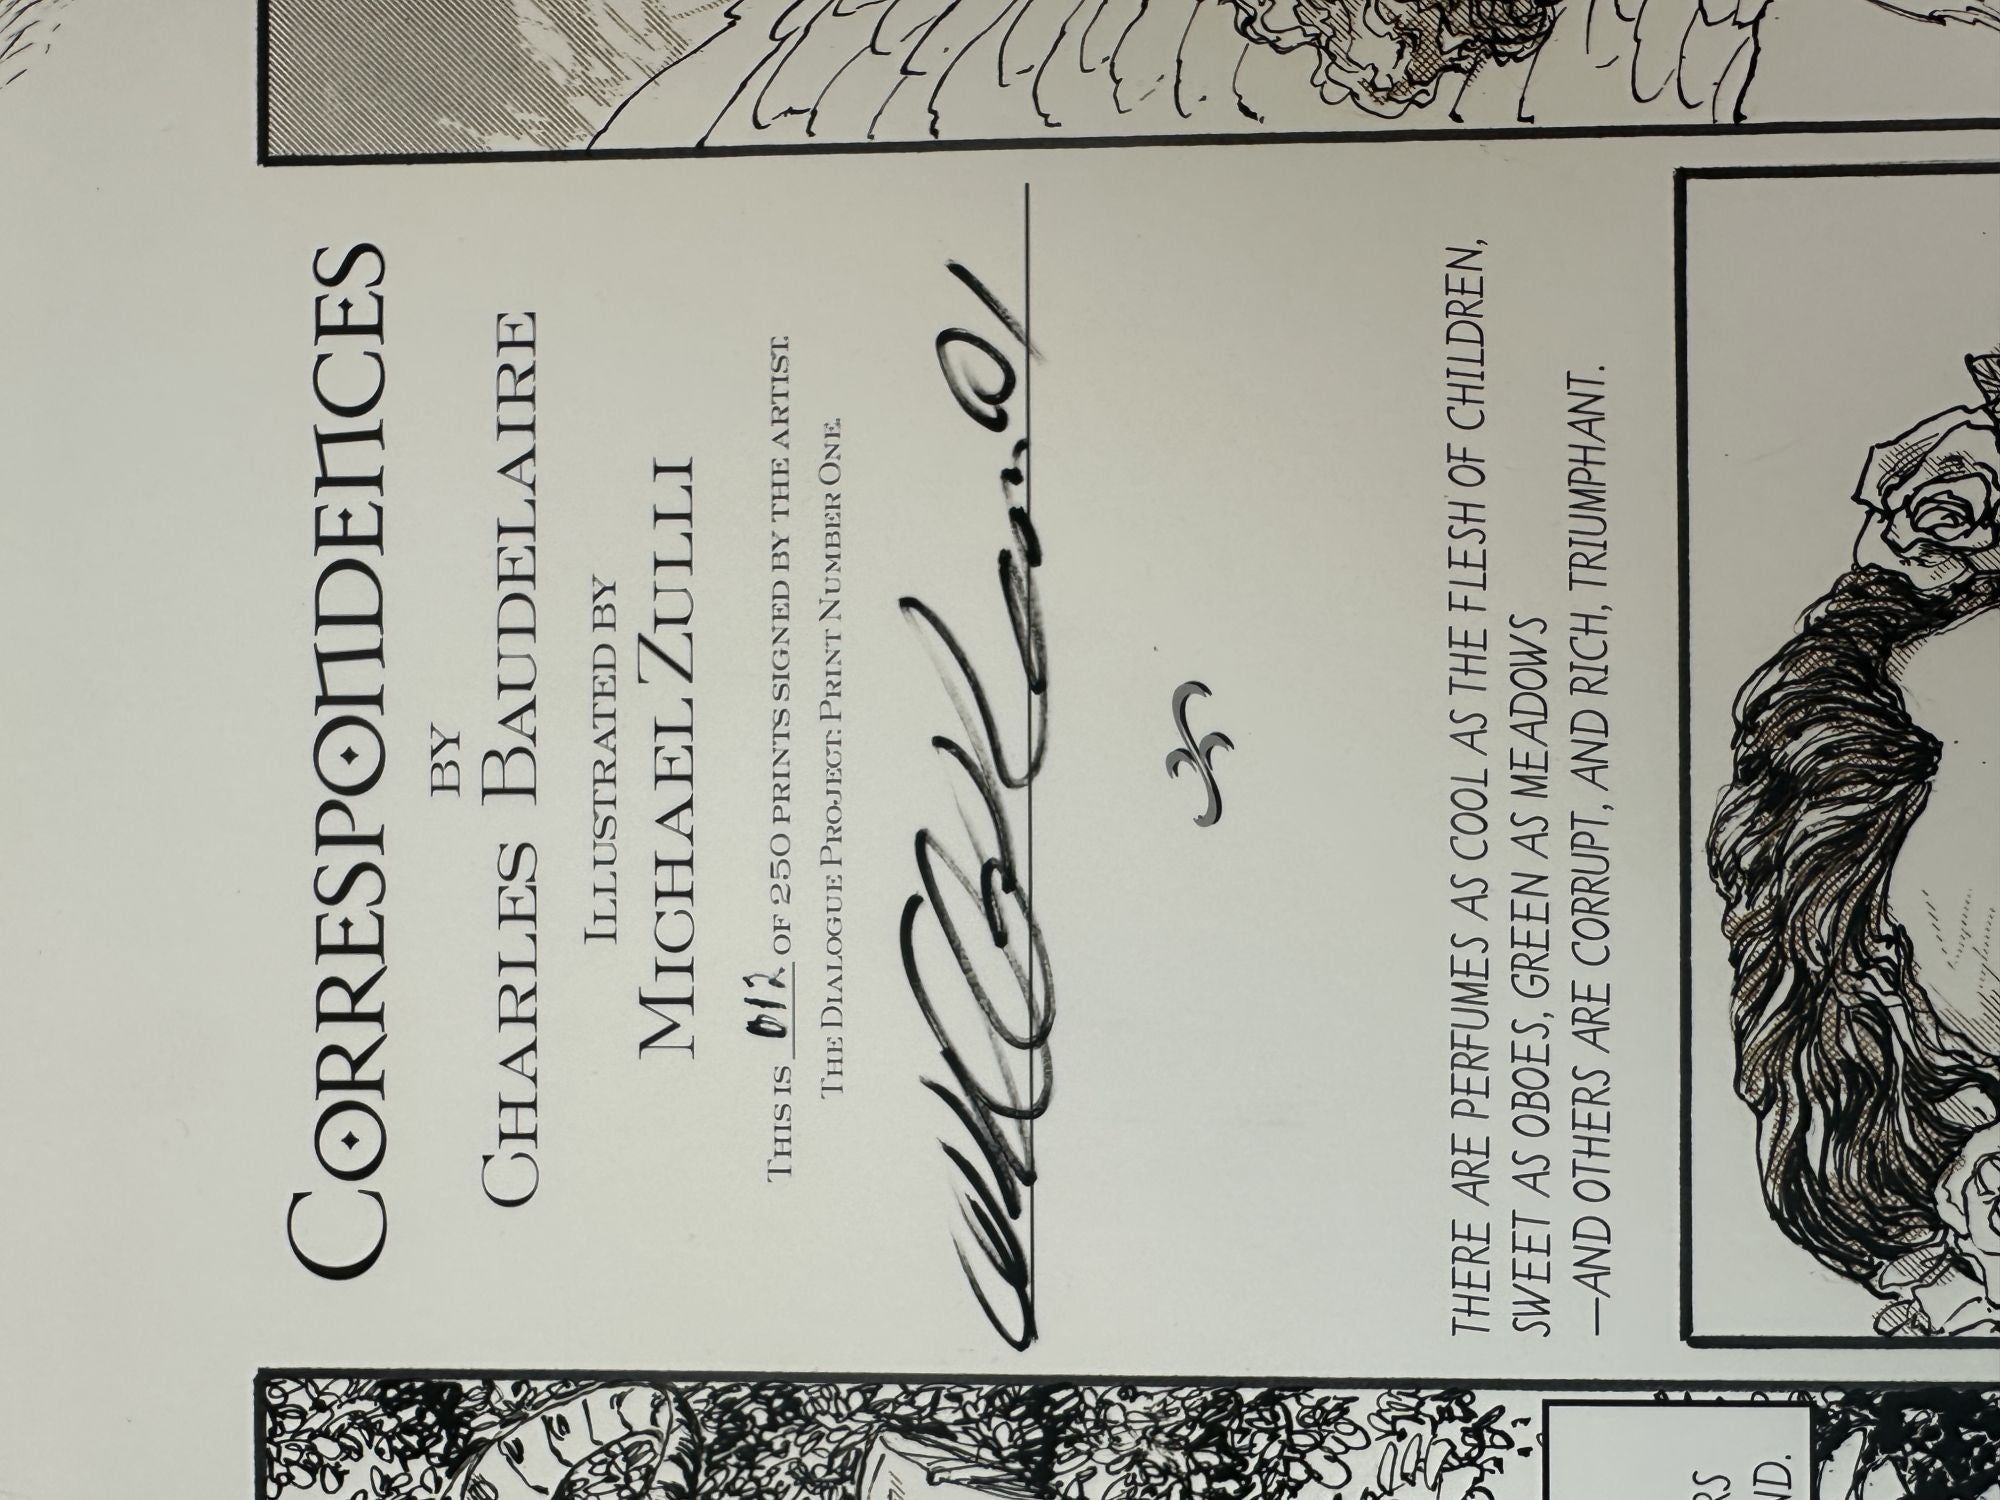 CORRESPONDENCES
BY
CHARLES BAUDELAIRE
ILLUSTRATED BY
MICHAEL ZULLI
THIS IS 012 OF 250 PRINTS SIGNED BY THE ARTIST.
THE DIALOGUE PROJECT: PRINT NUMBER ONE.
THERE ARE PERFUMES AS COOL AS THE FLESH OF CHILDREN,
SWEET AS OBOES, GREEN AS MEADOWS
—AND OTHERS ARE CORRUPT, AND RICH, TRIUMPHANT.